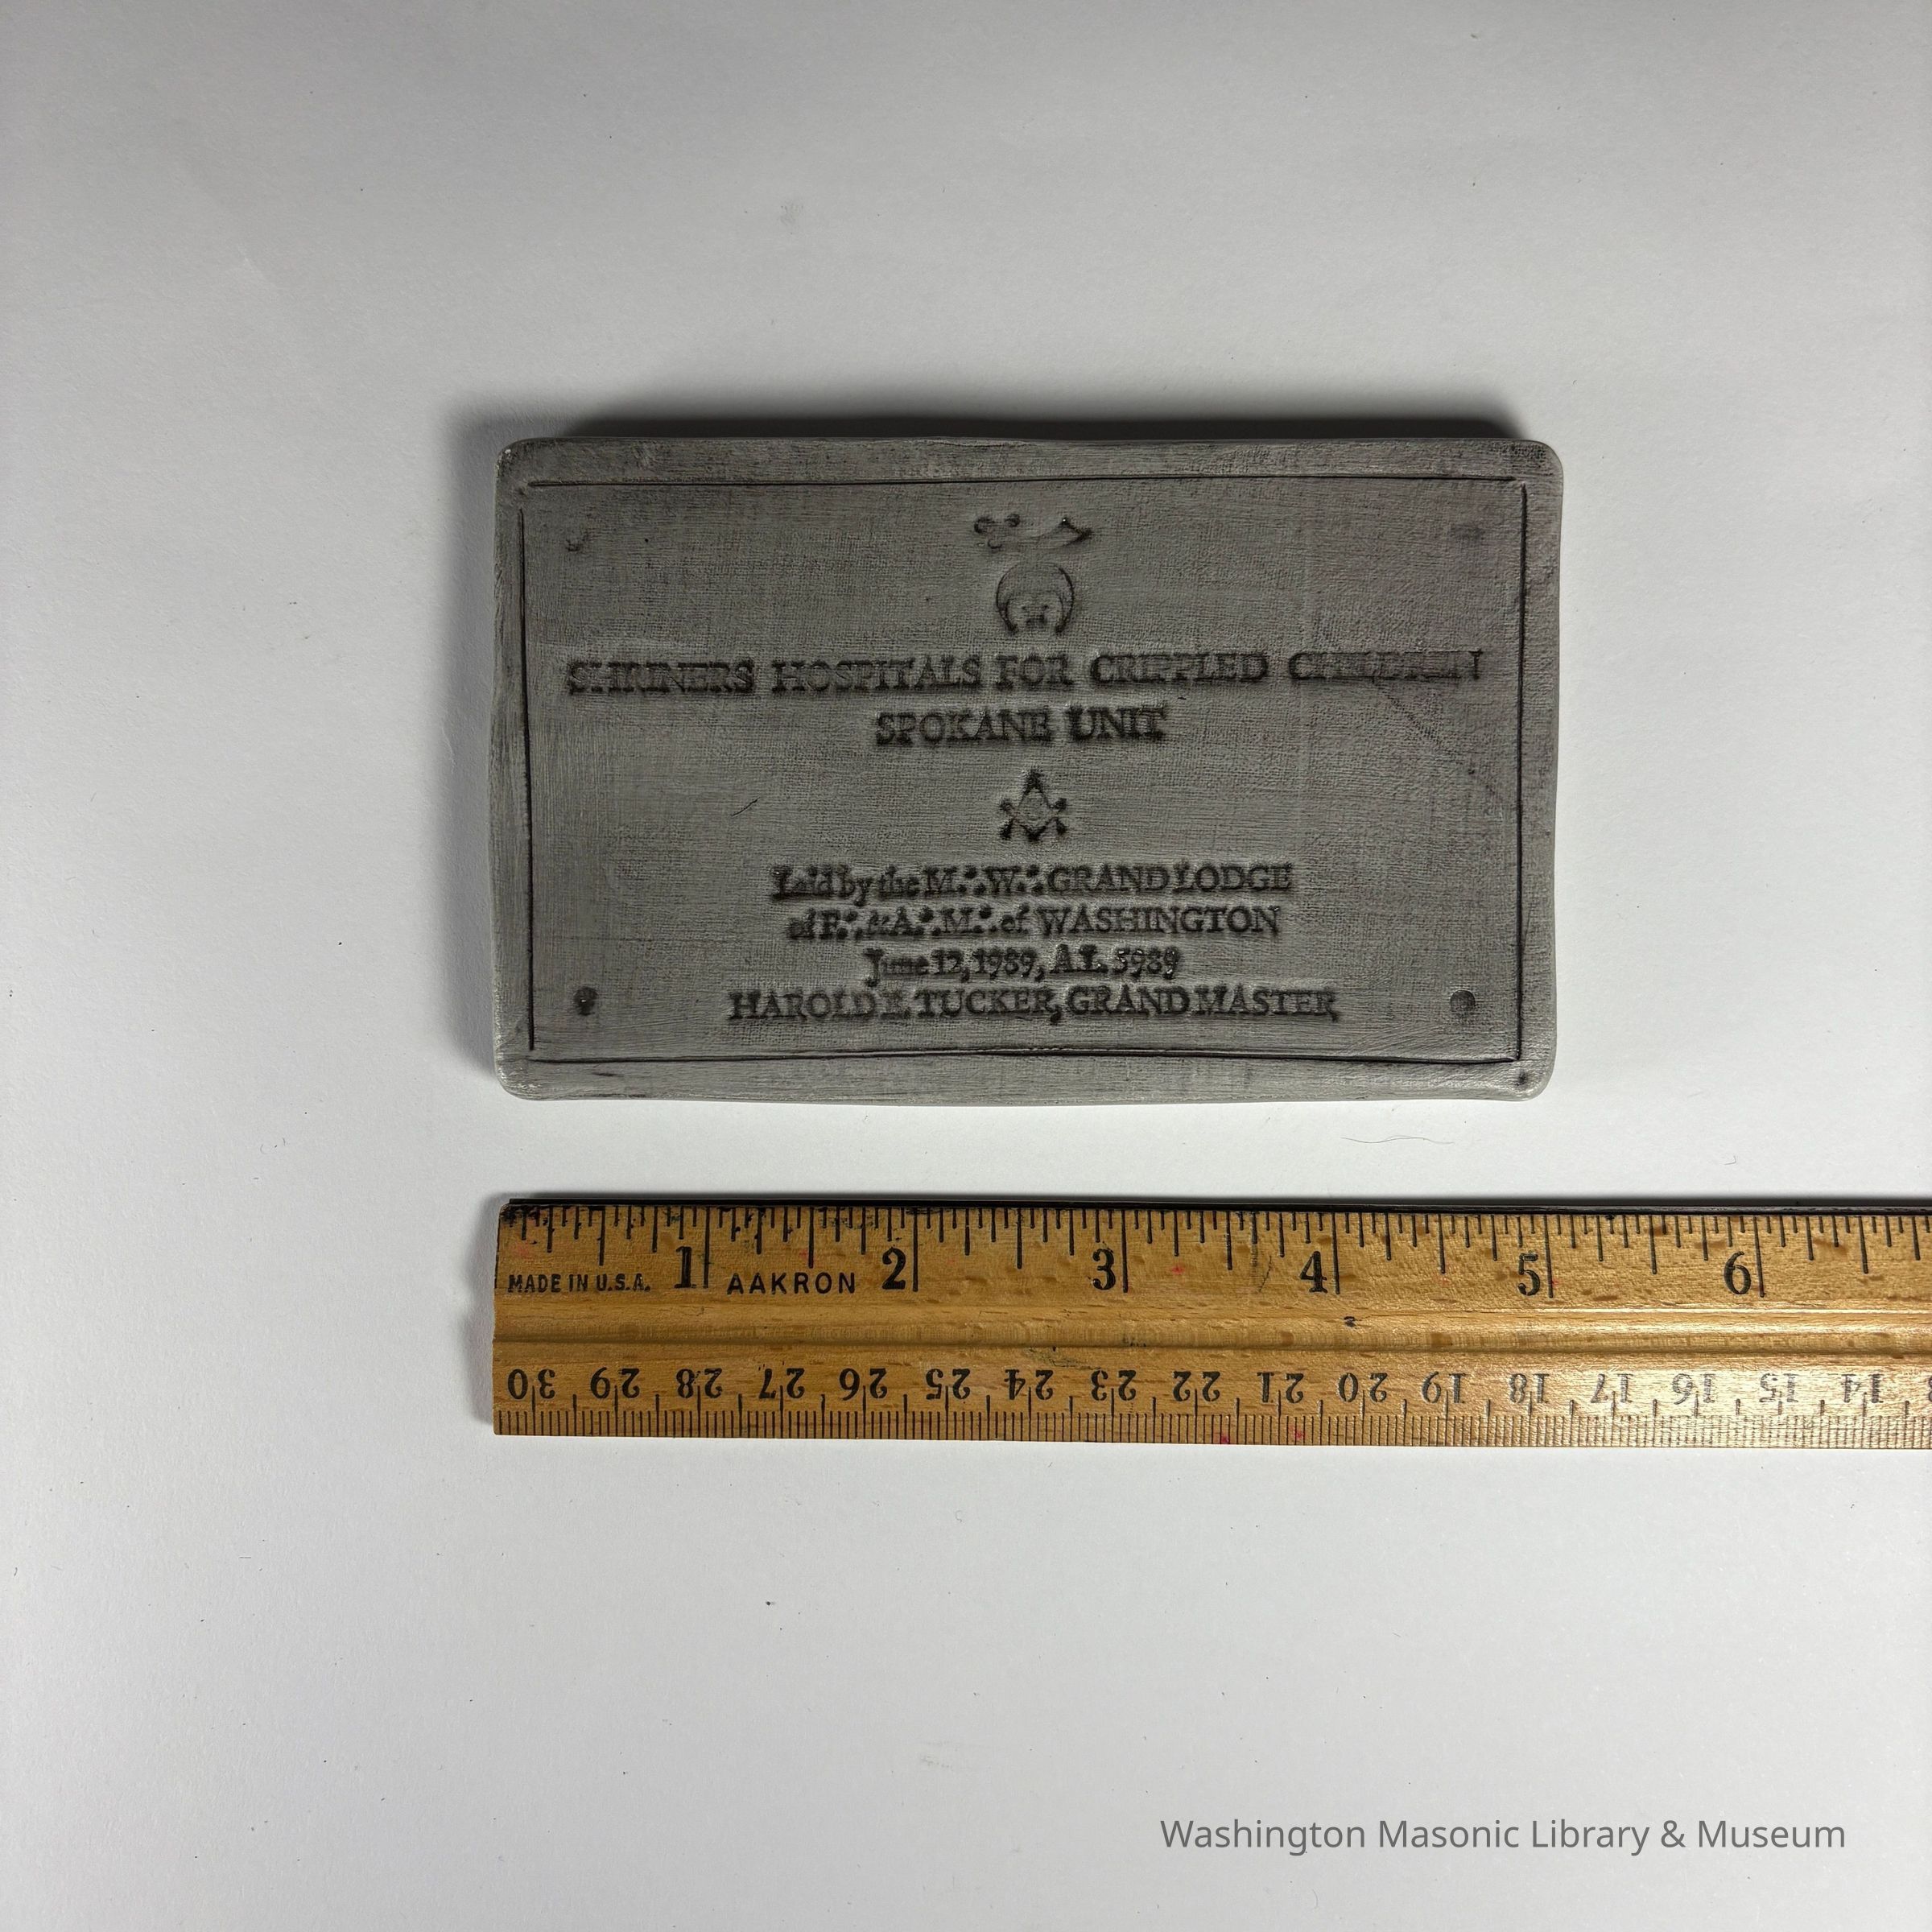 SHRINERS HOSPITALS FOR CRIPPLED CHILDREN
SPOKANE UNIT
G
Laid by the M∴W∴GRAND LODGE
of F∴&A∴M∴of WASHINGTON
June 12, 1989, A.L. 5989
HAROLD E. TUCKER, GRAND MASTER
1 2 3 4 5 6
MADE IN U.S.A. AAKRON
30 29 28 27 26 25 24 23 22 21 20 19 18 17 16 15 14
Washington Masonic Library & Museum